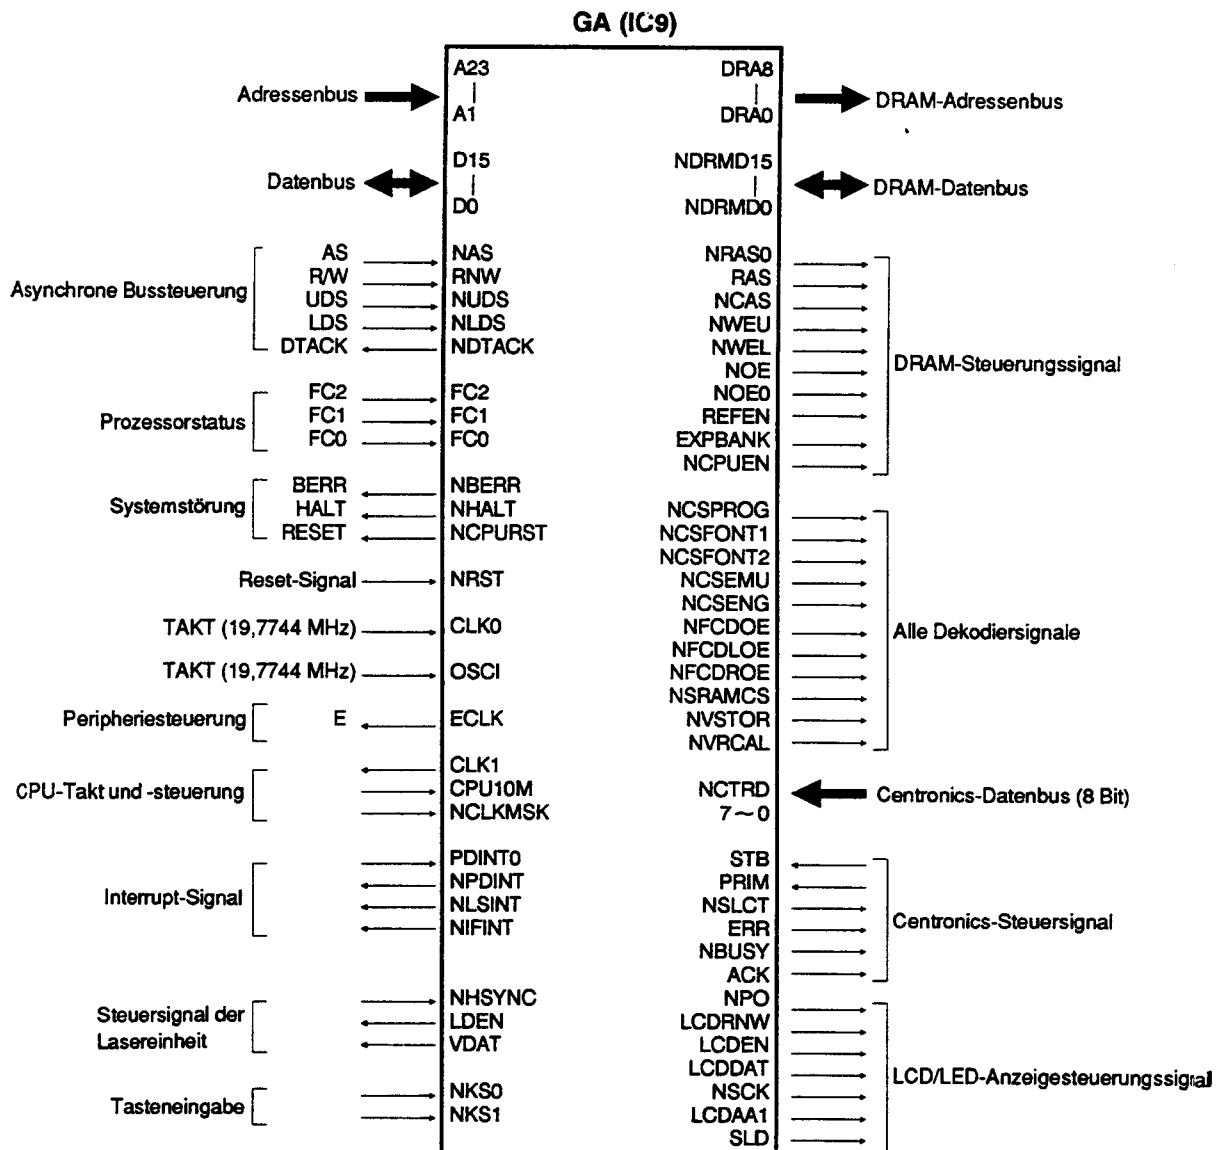 GA (IC9)
Adressenbus
A23
A1
DRA8
DRA0
DRAM-Adressenbus
Datenbus
D15
D0
NDRMD15
NDRMD0
DRAM-Datenbus
Asynchrone Bussteuerung
AS NAS
R/W RNW
UDS NUDS
LDS NLDS
DTACK NDTACK
Prozessorstatus
FC2 FC2
FC1 FC1
FC0 FC0
Systemstörung
BERR NBERR
HALT NHALT
RESET NCPURST
Reset-Signal NRST
TAKT (19,7744 MHz) CLK0
TAKT (19,7744 MHz) OSCI
Peripheriesteuerung E ECLK
CPU-Takt und -steuerung
CLK1
CPU10M
NCLKMSK
Interrupt-Signal
PDINT0
NPDINT
NLSINT
NIFINT
Steuersignal der
Lasereinheit
NHSYNC
LDEN
VDAT
Tasteneingabe
NKS0
NKS1
NRAS0
RAS
NCAS
NWEU
NWEL
NOE
NOE0
REFEN
EXPBANK
NCPUEN
DRAM-Steuerungssignal
NCSPROG
NCSFONT1
NCSFONT2
NCSEMU
NCSENG
NFCDOE
NFCDLOE
NFCDROE
NSRAMCS
NVSTOR
NVRCAL
Alle Dekodiersignale
NCTRD
7~0
Centronics-Datenbus (8 Bit)
STB
PRIM
NSLCT
ERR
NBUSY
ACK
Centronics-Steuersignal
NPO
LCDRNW
LCDEN
LCDDAT
NSCK
LCDAA1
SLD
LCD/LED-Anzeigesteuerungssignal